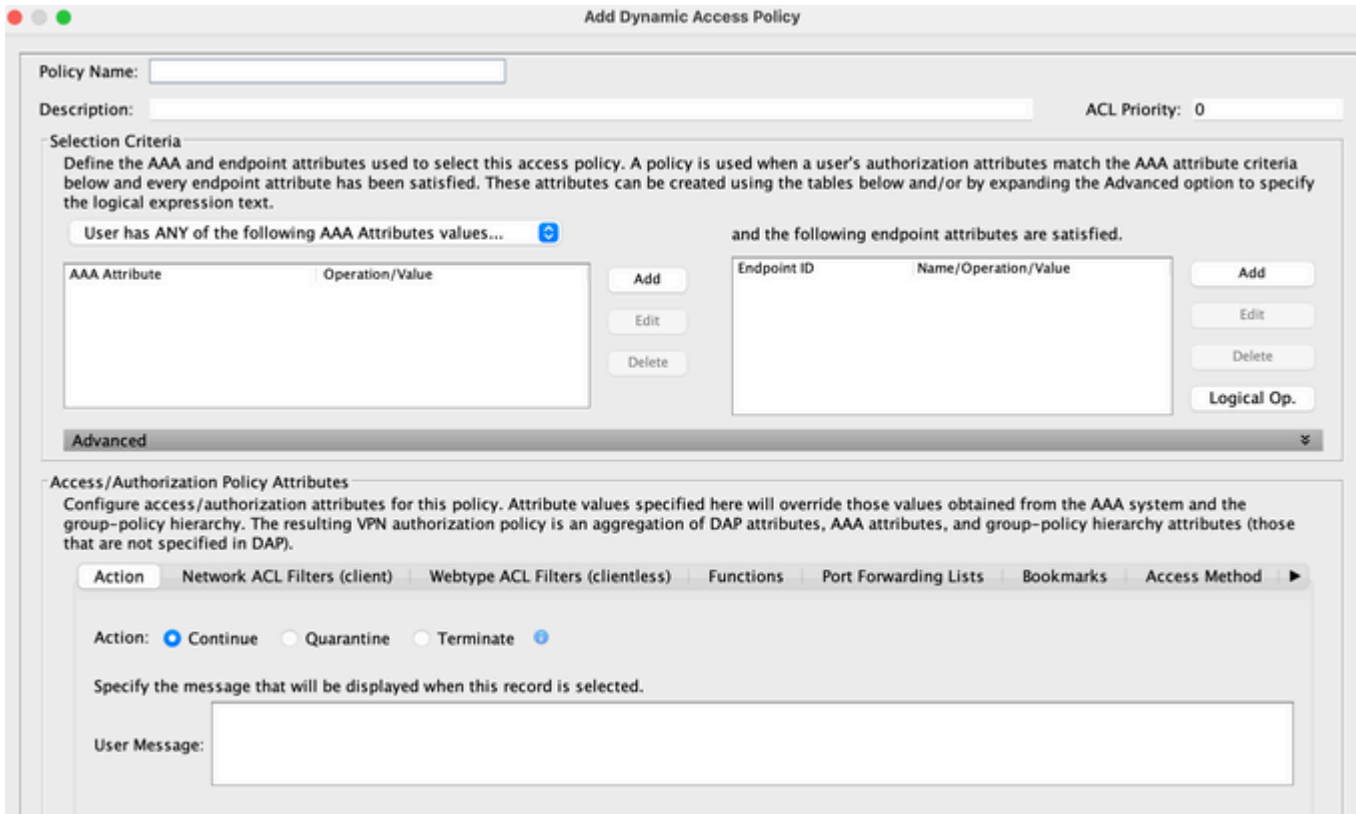 Add Dynamic Access Policy
Policy Name:
Description:
ACL Priority: 0
Selection Criteria
Define the AAA and endpoint attributes used to select this access policy. A policy is used when a user's authorization attributes match the AAA attribute criteria
below and every endpoint attribute has been satisfied. These attributes can be created using the tables below and/or by expanding the Advanced option to specify
the logical expression text.
User has ANY of the following AAA Attributes values...
and the following endpoint attributes are satisfied.
AAA Attribute Operation/Value
Add
Edit
Delete
Endpoint ID Name/Operation/Value
Add
Edit
Delete
Logical Op.
Advanced
Access/Authorization Policy Attributes
Configure access/authorization attributes for this policy. Attribute values specified here will override those values obtained from the AAA system and the
group-policy hierarchy. The resulting VPN authorization policy is an aggregation of DAP attributes, AAA attributes, and group-policy hierarchy attributes (those
that are not specified in DAP).
Action Network ACL Filters (client) Webtype ACL Filters (clientless) Functions Port Forwarding Lists Bookmarks Access Method
Action: Continue Quarantine Terminate
Specify the message that will be displayed when this record is selected.
User Message: